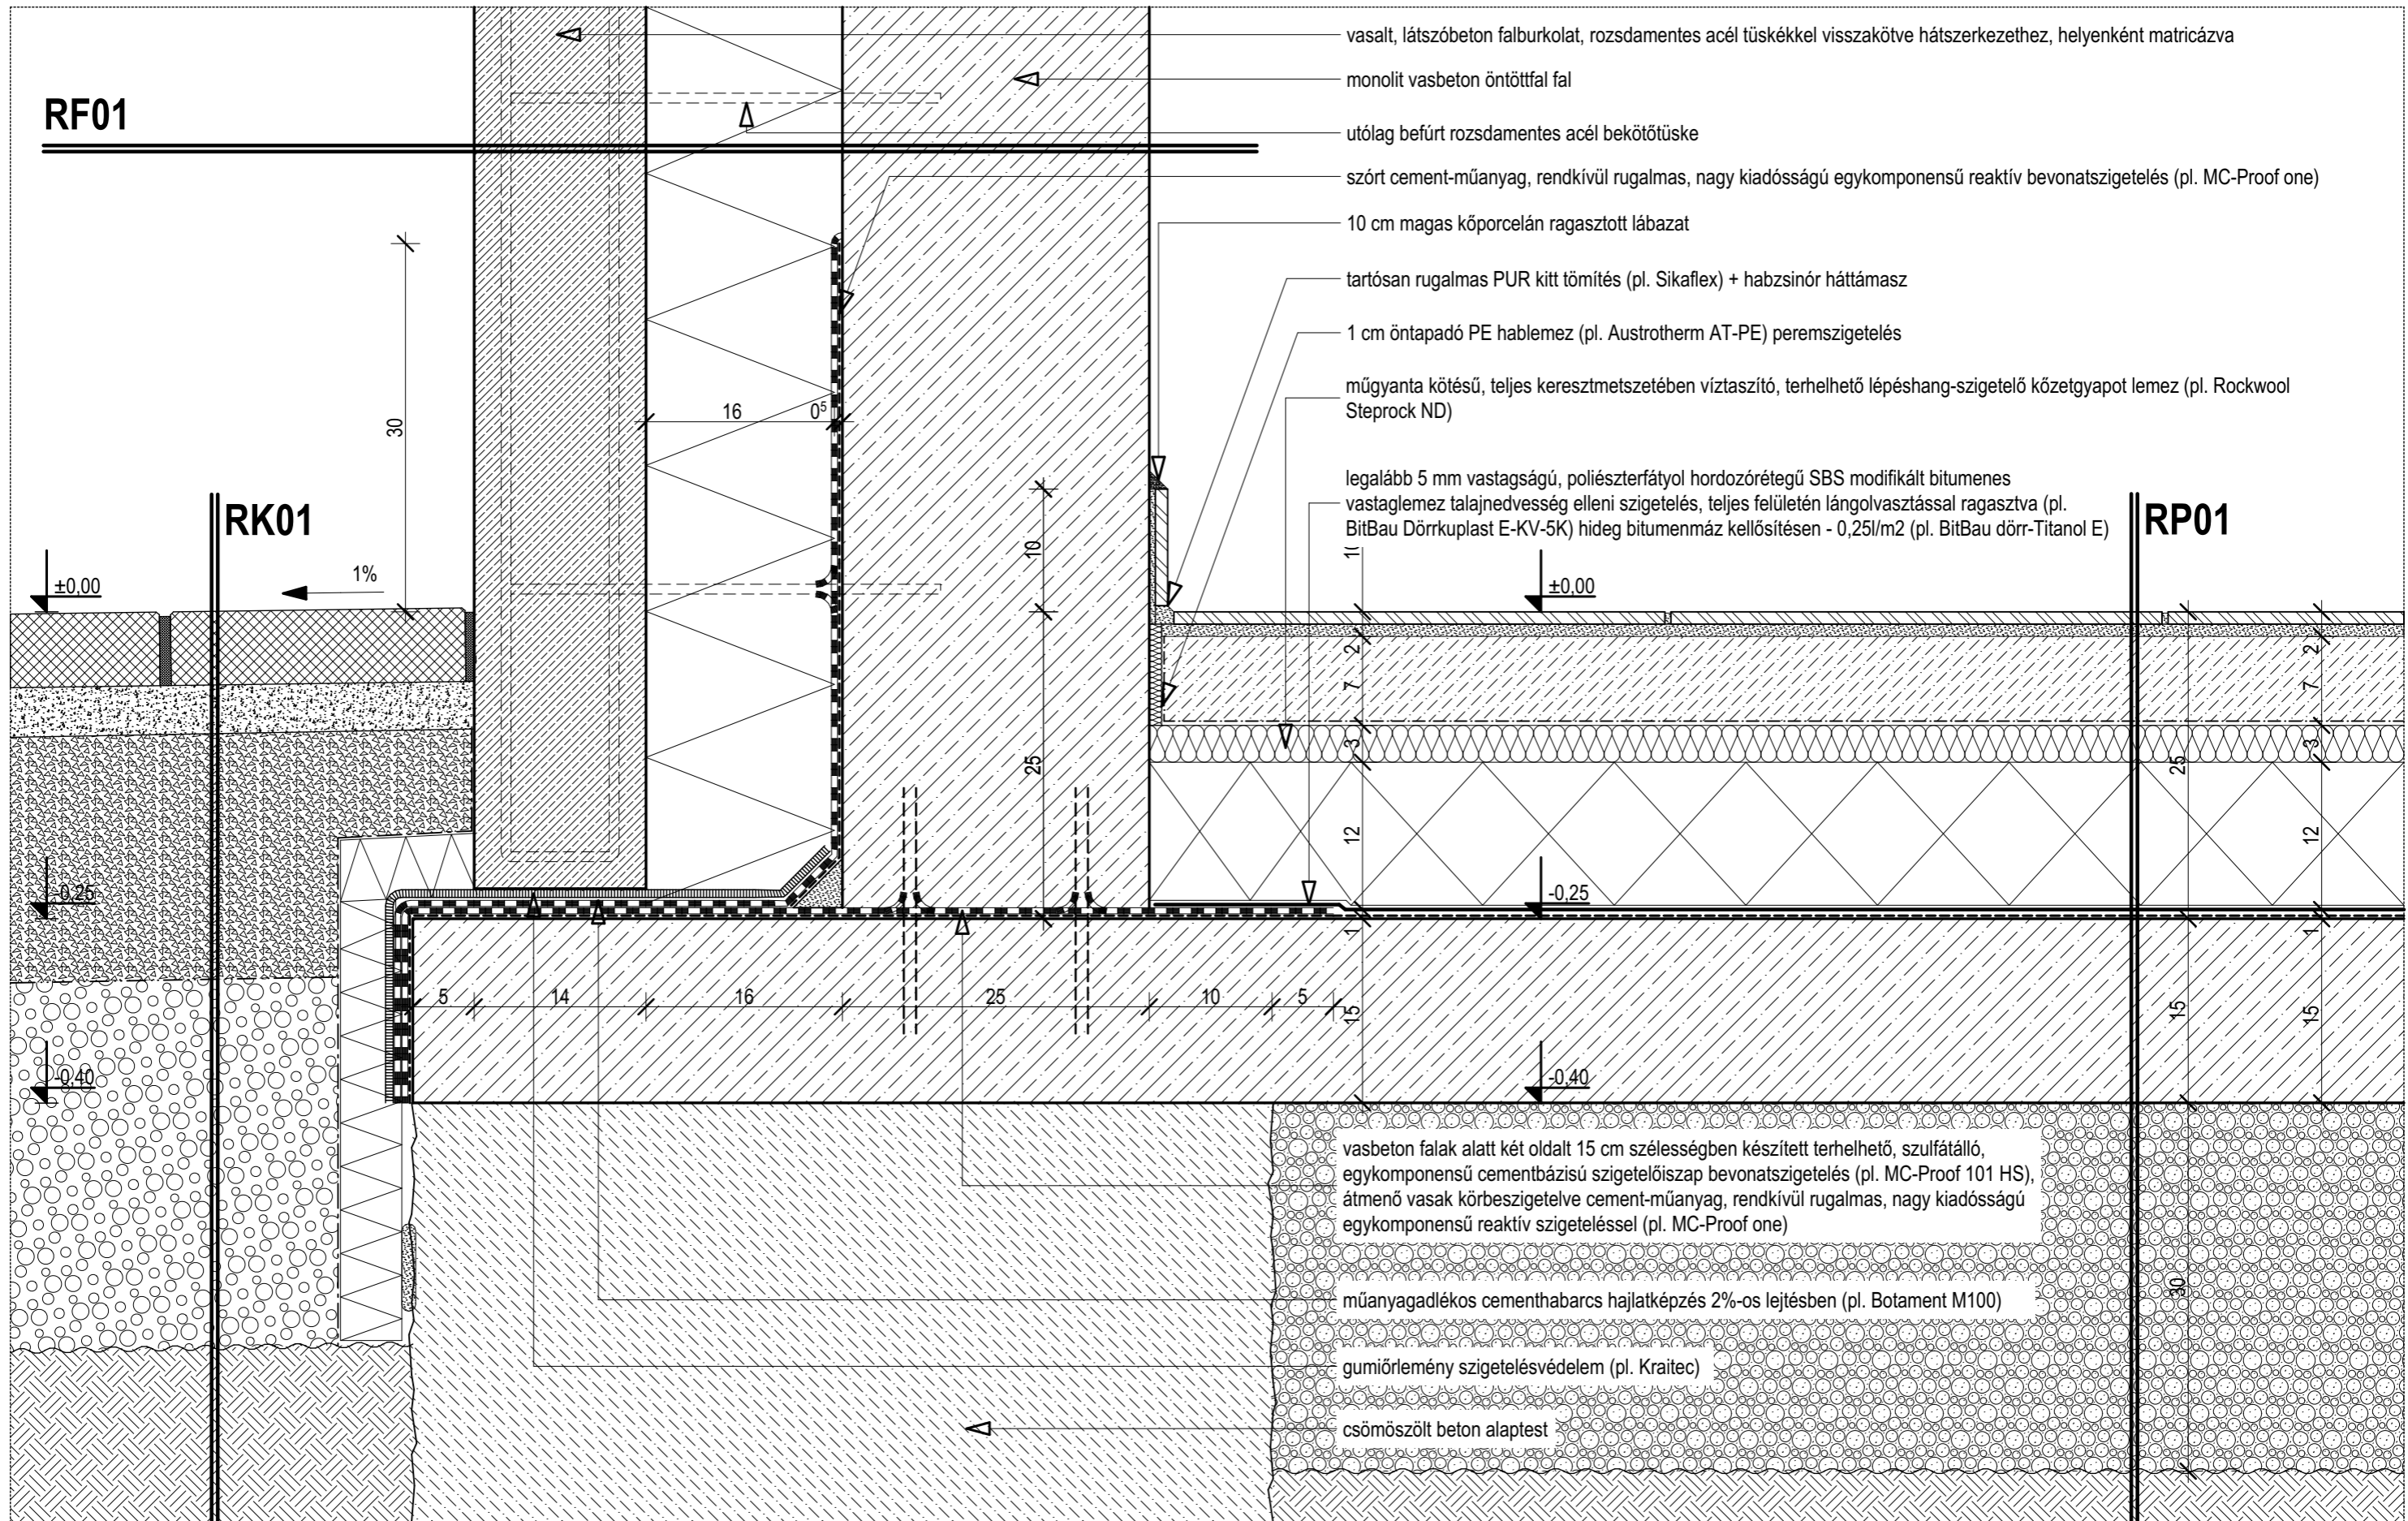 vasalt, látszóbeton falburkolat, rozsdamentes acél tüskékkel visszakötve hátszerkezethez, helyenként matricázva
monolit vasbeton öntöttfal fal
RF01
utólag befúrt rozsdamentes acél bekötőtüske
szórt cement-műanyag, rendkívül rugalmas, nagy kiadósságú egykomponensű reaktív bevonatszigetelés (pl. MC-Proof one)
10 cm magas kőporcelán ragasztott lábazat
tartósan rugalmas PUR kitt tömítés (pl. Sikaflex) + habzsinór háttámasz
1 cm öntapadó PE hablemez (pl. Austrotherm AT-PE) peremszigetelés
műgyanta kötésű, teljes keresztmetszetében víztaszító, terhelhető lépéshang-szigetelő kőzetgyapot lemez (pl. Rockwool
Steprock ND)
30
16
0⁵
legalább 5 mm vastagságú, poliészterfátyol hordozórétegű SBS modifikált bitumenes
vastaglemez talajnedvesség elleni szigetelés, teljes felületén lángolvasztással ragasztva (pl.
BitBau Dörrkuplast E-KV-5K) hideg bitumenmáz kellősítésen - 0,25l/m2 (pl. BitBau dörr-Titanol E)
RK01
RP01
10
1%
±0,00
±0,00
2
2
7
7
3
3
25
25
12
12
-0,25
-0,25
1
1
5
14
16
25
10
5
15
15
15
-0,40
-0,40
vasbeton falak alatt két oldalt 15 cm szélességben készített terhelhető, szulfátálló,
egykomponensű cementbázisú szigetelőiszap bevonatszigetelés (pl. MC-Proof 101 HS),
átmenő vasak körbeszigetelve cement-műanyag, rendkívül rugalmas, nagy kiadósságú
egykomponensű reaktív szigeteléssel (pl. MC-Proof one)
30
műanyagadlékos cementhabarcs hajlatképzés 2%-os lejtésben (pl. Botament M100)
gumiőrlemény szigetelésvédelem (pl. Kraitec)
csömöszölt beton alaptest